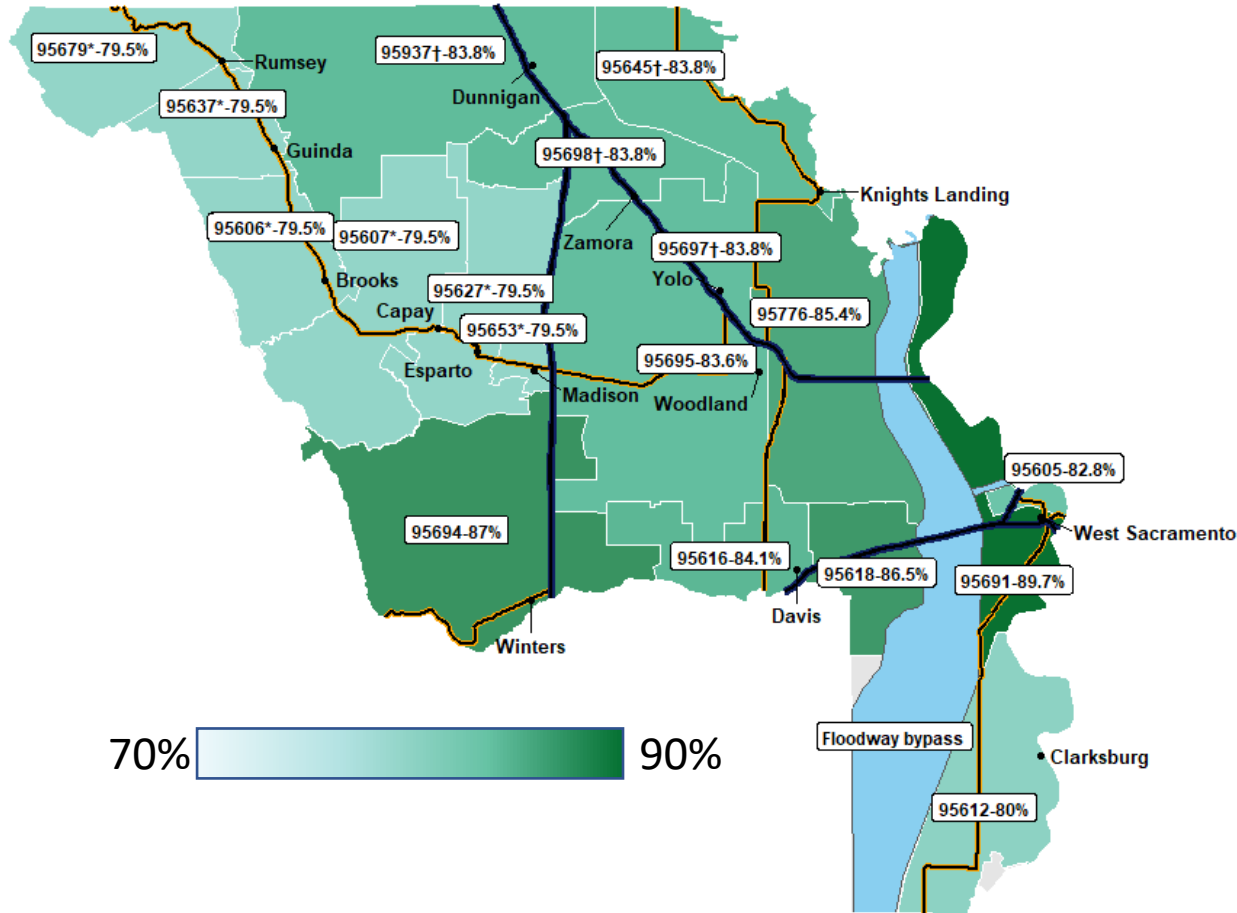 95679*-79.5%
Rumsey
95937†-83.8%
Dunnigan
95645†-83.8%
95637*-79.5%
Guinda
95698†-83.8%
Knights Landing
95606*-79.5%
95607*-79.5%
Zamora
95697†-83.8%
Brooks
Yolo
95627*-79.5%
Capay
95776-85.4%
95653*-79.5%
Esparto
Madison
95695-83.6%
Woodland
95605-82.8%
95694-87%
West Sacramento
95616-84.1%
95618-86.5%
95691-89.7%
Davis
Winters
70%
90%
Floodway bypass
Clarksburg
95612-80%